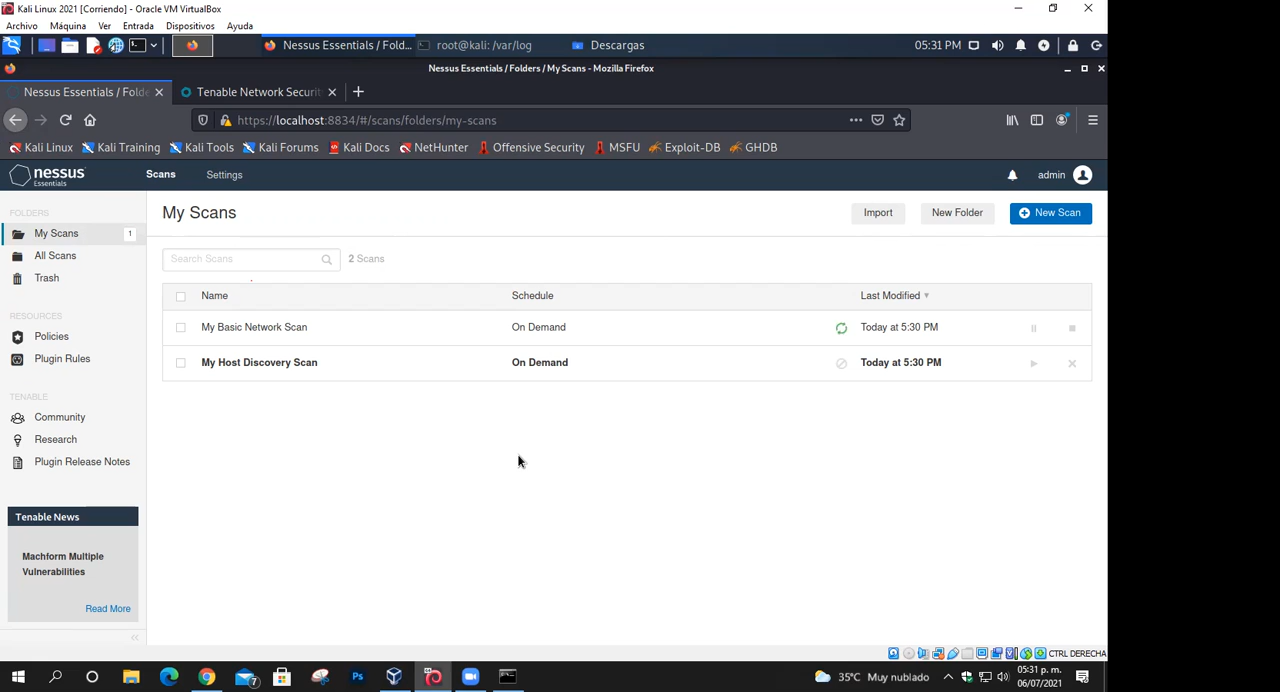 Kali Linux 2021 [Corriendo] - Oracle VM VirtualBox
Archivo Máquina Ver Entrada Dispositivos Ayuda
Nessus Essentials / Fold... root@kali: /var/log Descargas 05:31 PM
Nessus Essentials / Folders / My Scans - Mozilla Firefox
Nessus Essentials / Folde Tenable Network Securit
https://localhost:8834/#/scans/folders/my-scans
Kali Linux Kali Training Kali Tools Kali Forums Kali Docs NetHunter Offensive Security MSFU Exploit-DB GHDB
nessus Scans Settings admin
Essentials
FOLDERS
My Scans 1
All Scans
Trash
RESOURCES
Policies
Plugin Rules
TENABLE
Community
Research
Plugin Release Notes
Tenable News
Machform Multiple
Vulnerabilities
Read More
My Scans Import New Folder New Scan
Search Scans 2 Scans
Name Schedule Last Modified
My Basic Network Scan On Demand Today at 5:30 PM
My Host Discovery Scan On Demand Today at 5:30 PM
CTRL DERECHA
7 Ps 35°C Muy nublado 05:31 p. m.
06/07/2021